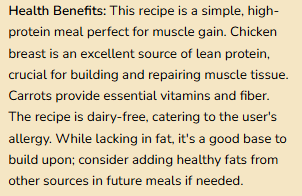 Health Benefits: This recipe is a simple, high-
protein meal perfect for muscle gain. Chicken
breast is an excellent source of lean protein,
crucial for building and repairing muscle tissue.
Carrots provide essential vitamins and fiber.
The recipe is dairy-free, catering to the user's
allergy. While lacking in fat, it's a good base to
build upon; consider adding healthy fats from
other sources in future meals if needed.